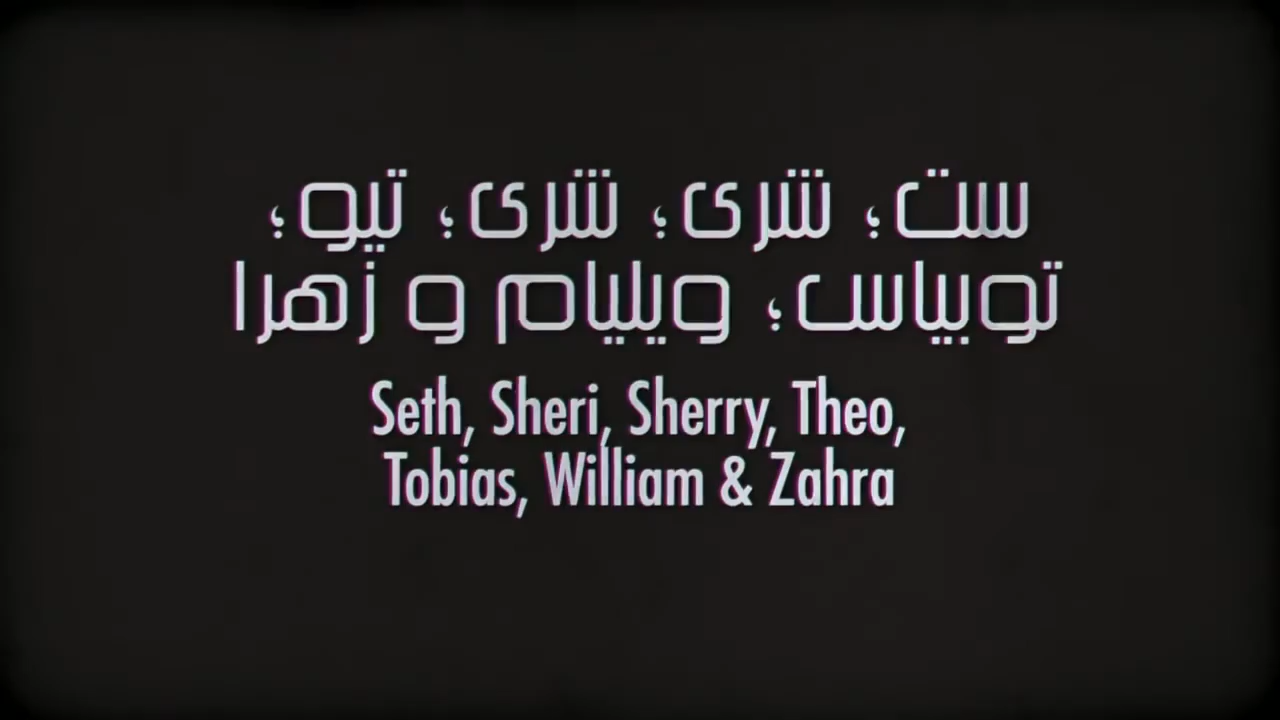 ست؛ شری؛ شری؛ تیو؛
توبیاس؛ ویلیام و زهرا
Seth, Sheri, Sherry, Theo,
Tobias, William & Zahra